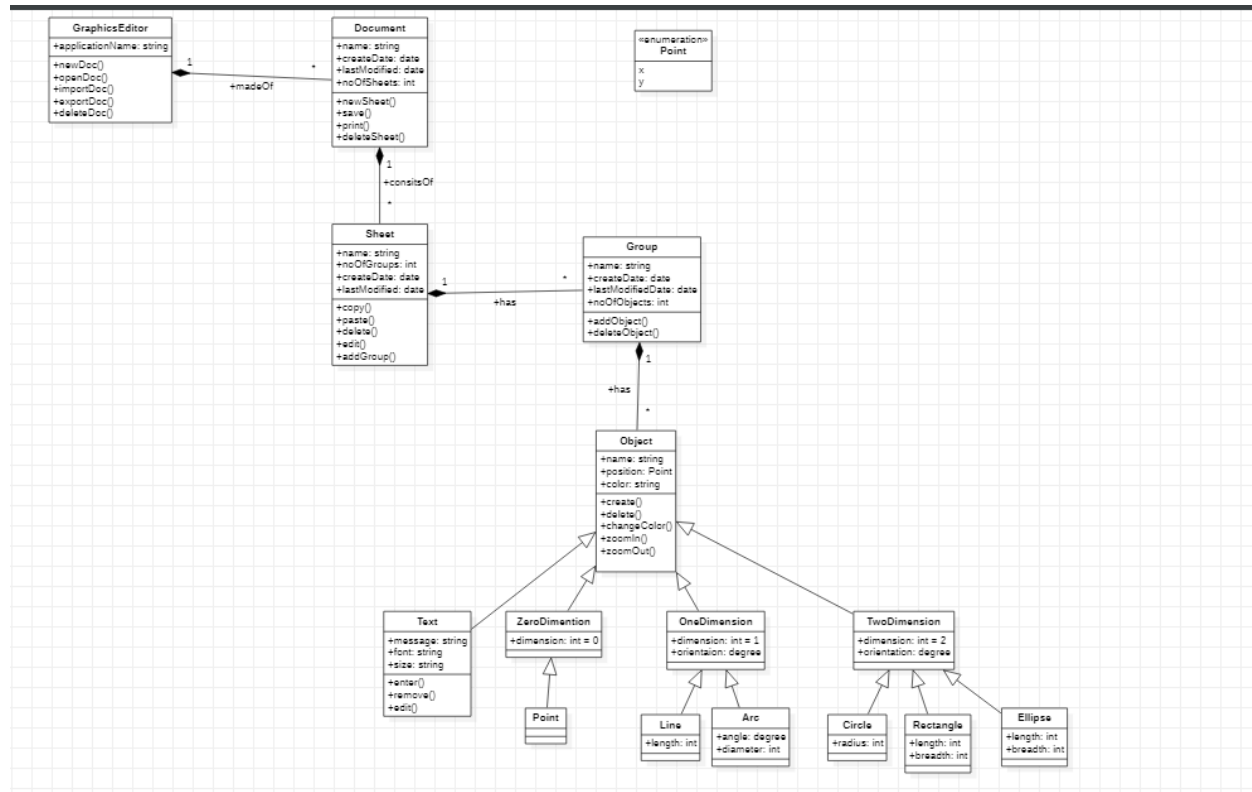 GraphicsEditor
+applicationName: string
+newDoc()
+openDoc()
+importDoc()
+exportDoc()
+deleteDoc()
1
*
+madeOf
Document
+name: string
+createDate: date
+lastModified: date
+noOfSheets: int
+newSheet()
+save()
+print()
+deleteSheet()
«enumeration»
Point
x
y
1
+consitsOf
*
Sheet
+name: string
+noOfGroups: int
+createDate: date
+lastModified: date
+copy()
+paste()
+delete()
+edit()
+addGroup()
1
*
+has
Group
+name: string
+createDate: date
+lastModifiedDate: date
+noOfObjects: int
+addObject()
+deleteObject()
1
+has
*
Object
+name: string
+position: Point
+color: string
+create()
+delete()
+changeColor()
+zoomIn()
+zoomOut()
Text
+message: string
+font: string
+size: string
+enter()
+remove()
+edit()
ZeroDimention
+dimension: int = 0
OneDimension
+dimension: int = 1
+orientaion: degree
TwoDimension
+dimension: int = 2
+orientation: degree
Point
Line
+length: int
Arc
+angle: degree
+diameter: int
Circle
+radius: int
Rectangle
+length: int
+breadth: int
Ellipse
+length: int
+breadth: int